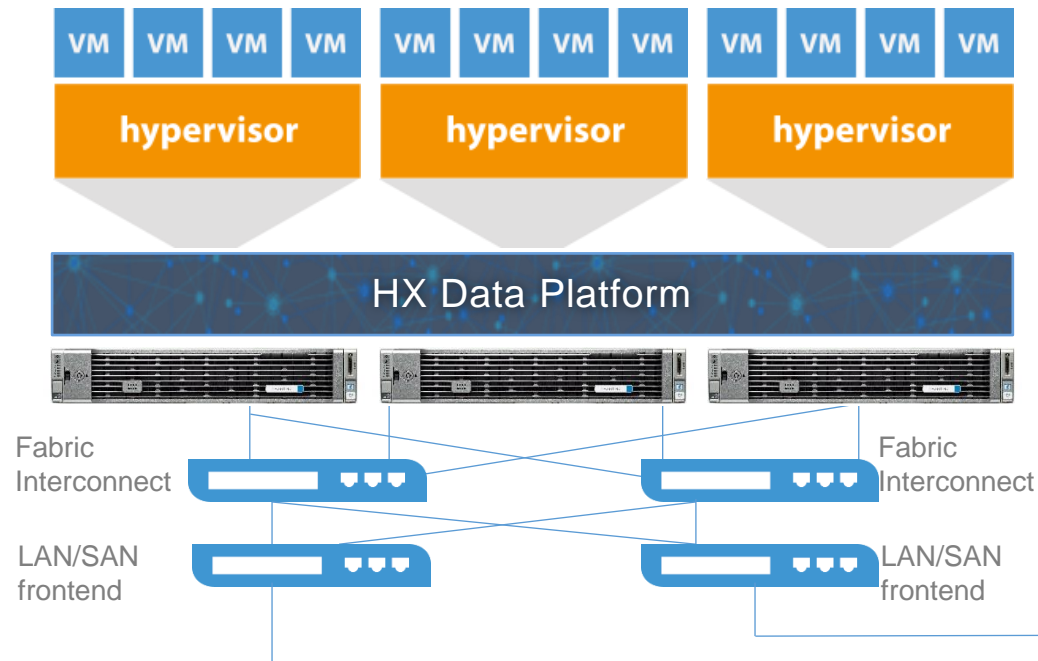 VM VM VM VM VM VM VM VM VM VM VM VM
hypervisor hypervisor hypervisor
HX Data Platform
Fabric
Interconnect
Fabric
Interconnect
LAN/SAN
frontend
LAN/SAN
frontend